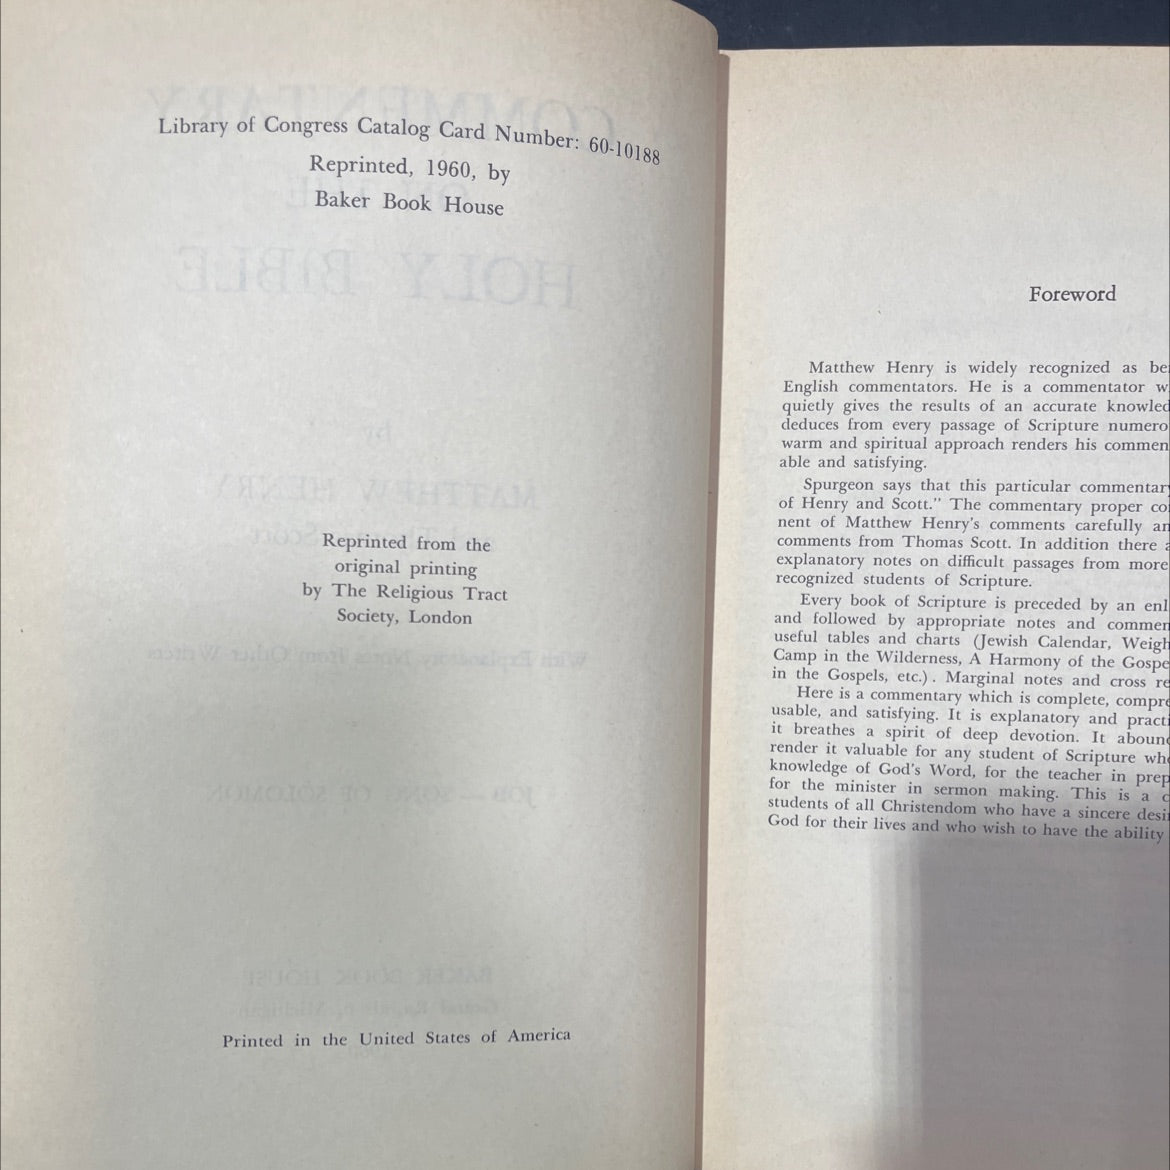 Library of Congress Catalog Card Number: 60-10188
Reprinted, 1960, by
Baker Book House
Reprinted from the
original printing
by The Religious Tract
Society, London
Printed in the United States of America
Foreword
Matthew Henry is widely recognized as be
English commentators. He is a commentator w
quietly gives the results of an accurate knowled
deduces from every passage of Scripture numero
warm and spiritual approach renders his commen
able and satisfying.
Spurgeon says that this particular commentar
of Henry and Scott." The commentary proper co
nent of Matthew Henry's comments carefully an
comments from Thomas Scott. In addition there a
explanatory notes on difficult passages from more
recognized students of Scripture.
Every book of Scripture is preceded by an enl
and followed by appropriate notes and commen
useful tables and charts (Jewish Calendar, Weigh
Camp in the Wilderness, A Harmony of the Gospe
in the Gospels, etc.). Marginal notes and cross re
Here is a commentary which is complete, compre
usable, and satisfying. It is explanatory and practi
it breathes a spirit of deep devotion. It abound
render it valuable for any student of Scripture who
knowledge of God's Word, for the teacher in prep
for the minister in sermon making. This is a c
students of all Christendom who have a sincere desi
God for their lives and who wish to have the ability